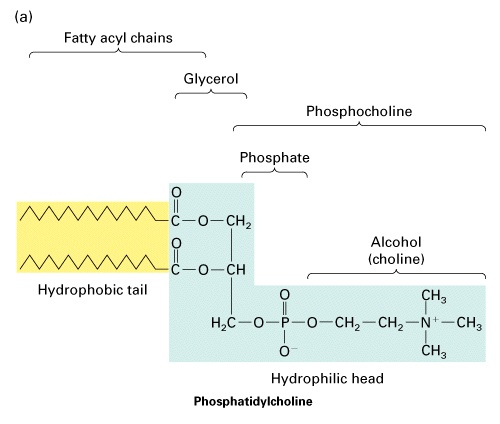 (a)
Fatty acyl chains
Glycerol
Phosphocholine
Phosphate
O
C—O—CH₂
O
C—O—CH
Alcohol
(choline)
Hydrophobic tail
O
CH₃
H₂C—O—P—O—CH₂—CH₂—N⁺—CH₃
O⁻
CH₃
Hydrophilic head
Phosphatidylcholine